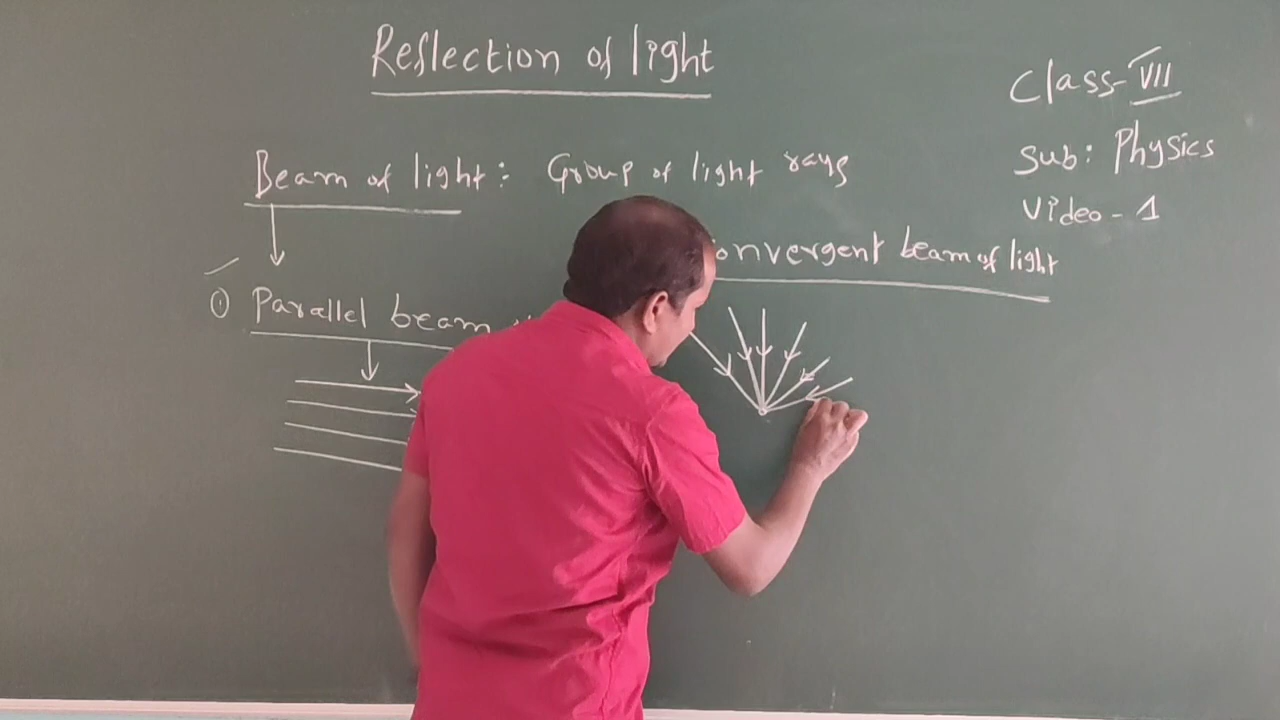 Reflection of light
Class-VII
Sub: Physics
Video - 1
Beam of light: Group of light rays
① Parallel beam
onvergent beam of light